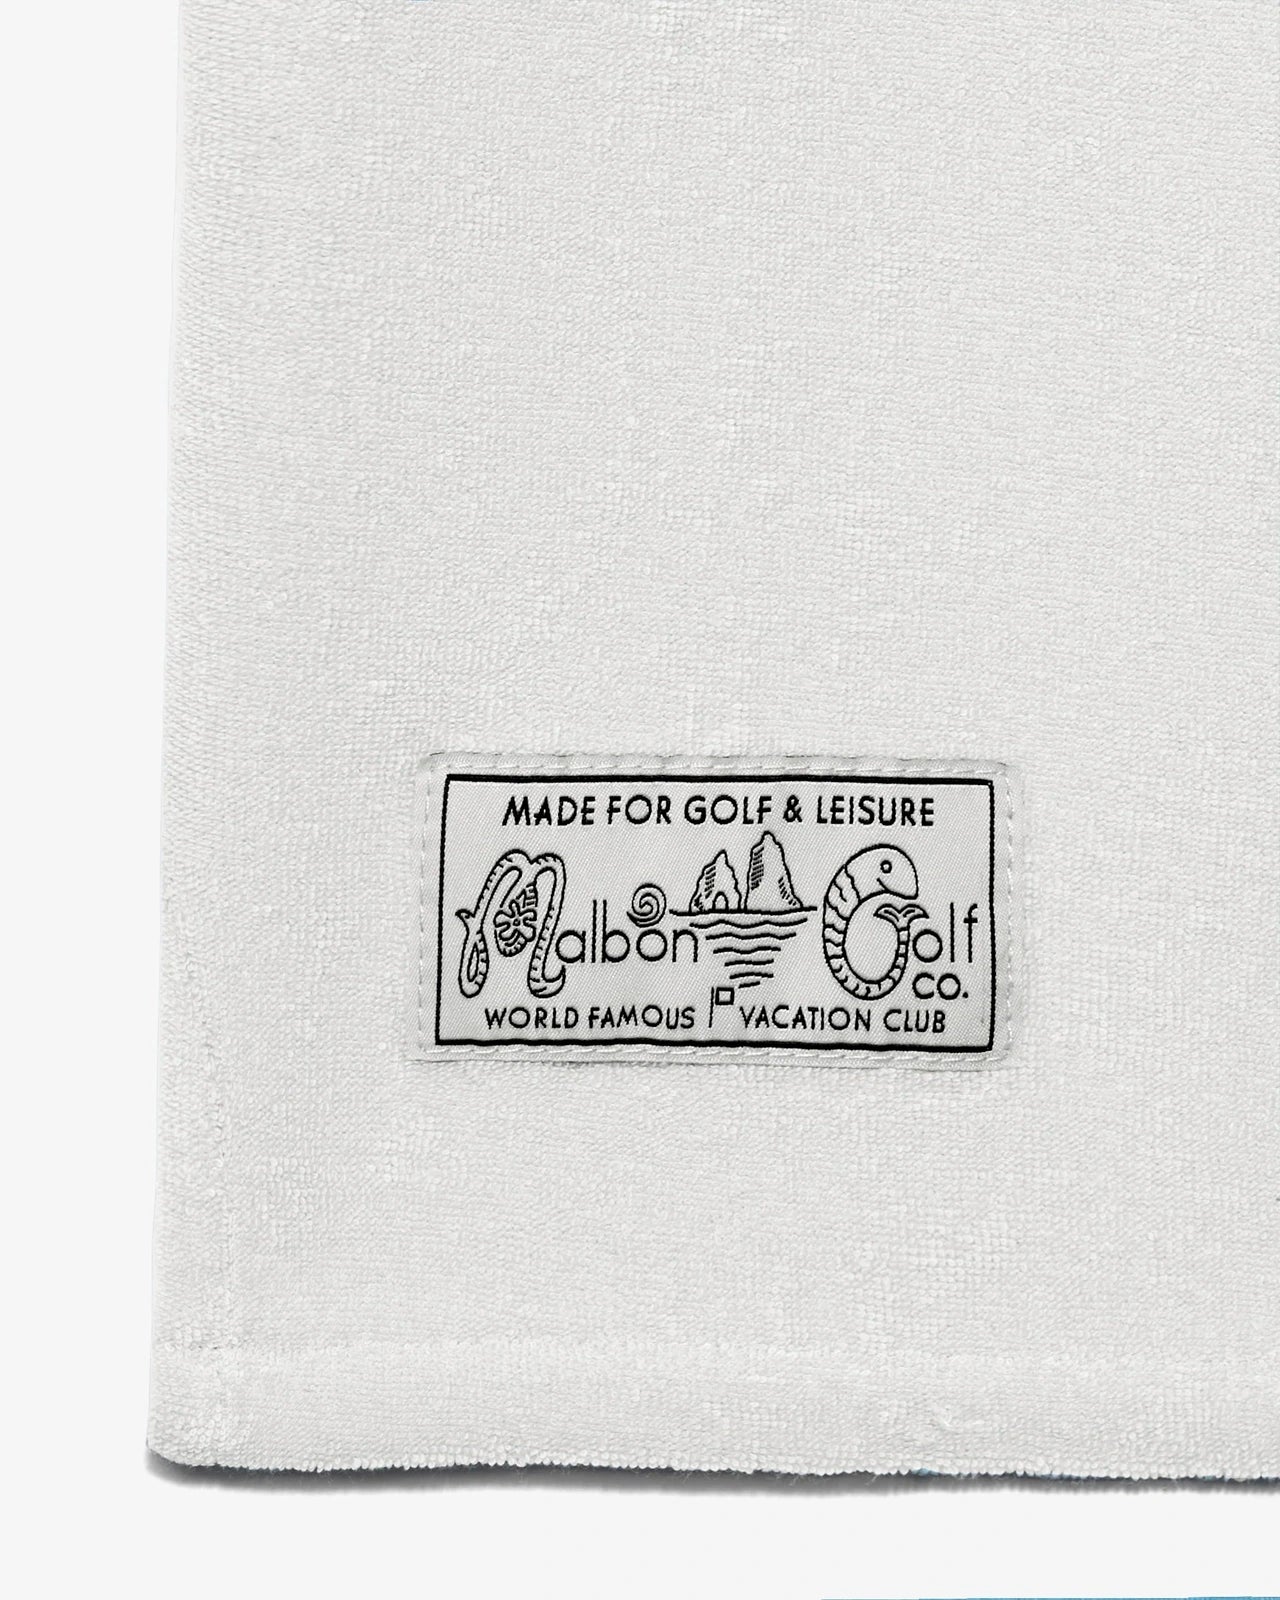 MADE FOR GOLF & LEISURE
Malbon Golf
CO.
WORLD FAMOUS VACATION CLUB